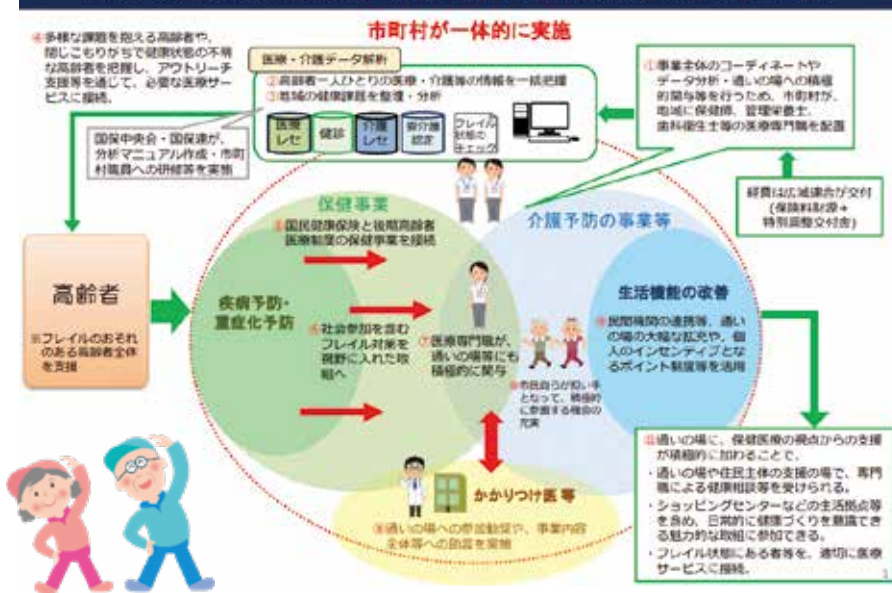 市町村が一体的に実施
④多様な課題を抱える高齢者や、
閉じこもりがちで健康状態の不明
な高齢者を把握し、アウトリーチ
支援等を通じて、必要な医療サー
ビスに接続。
医療・介護データ解析
②高齢者一人ひとりの医療・介護等の情報を一括把握
③地域の健康課題を整理・分析
医療
レセ
健診
介護
レセ
要介護
認定
フレイル
状態の
チェック
①事業全体のコーディネートや
データ分析・通いの場への積極
的関与等を行うため、市町村が、
地域に保健師、管理栄養士、
歯科衛生士等の医療専門職を配置
国保中央会・国保連が、
分析マニュアル作成・市町
村職員への研修等を実施
経費は広域連合が交付
(保険料財源+
特別調整交付金)
保健事業
⑤国民健康保険と後期高齢者
医療制度の保健事業を接続
介護予防の事業等
高齢者
※フレイルのおそれ
のある高齢者全体
を支援
疾病予防・
重症化予防
⑥社会参加を含む
フレイル対策を
視野に入れた取
組へ
⑦医療専門職が、
通いの場等にも
積極的に関与
生活機能の改善
⑨民間機関の連携等、通い
の場の大幅な拡充や、個
人のインセンティブとな
るポイント制度等を活用
市民自らが担い手
となって、積極的
に参画する機会の
充実
かかりつけ医 等
⑧通いの場への参加勧奨や、事業内容
全体等への助言を実施
通いの場に、保健医療の視点からの支援
が積極的に加わることで、
・通いの場や住民主体の支援の場で、専門
職による健康相談等を受けられる。
・ショッピングセンターなどの生活拠点等
を含め、日常的に健康づくりを意識でき
る魅力的な取組に参加できる。
・フレイル状態にある者等を、適切に医療
サービスに接続。
1